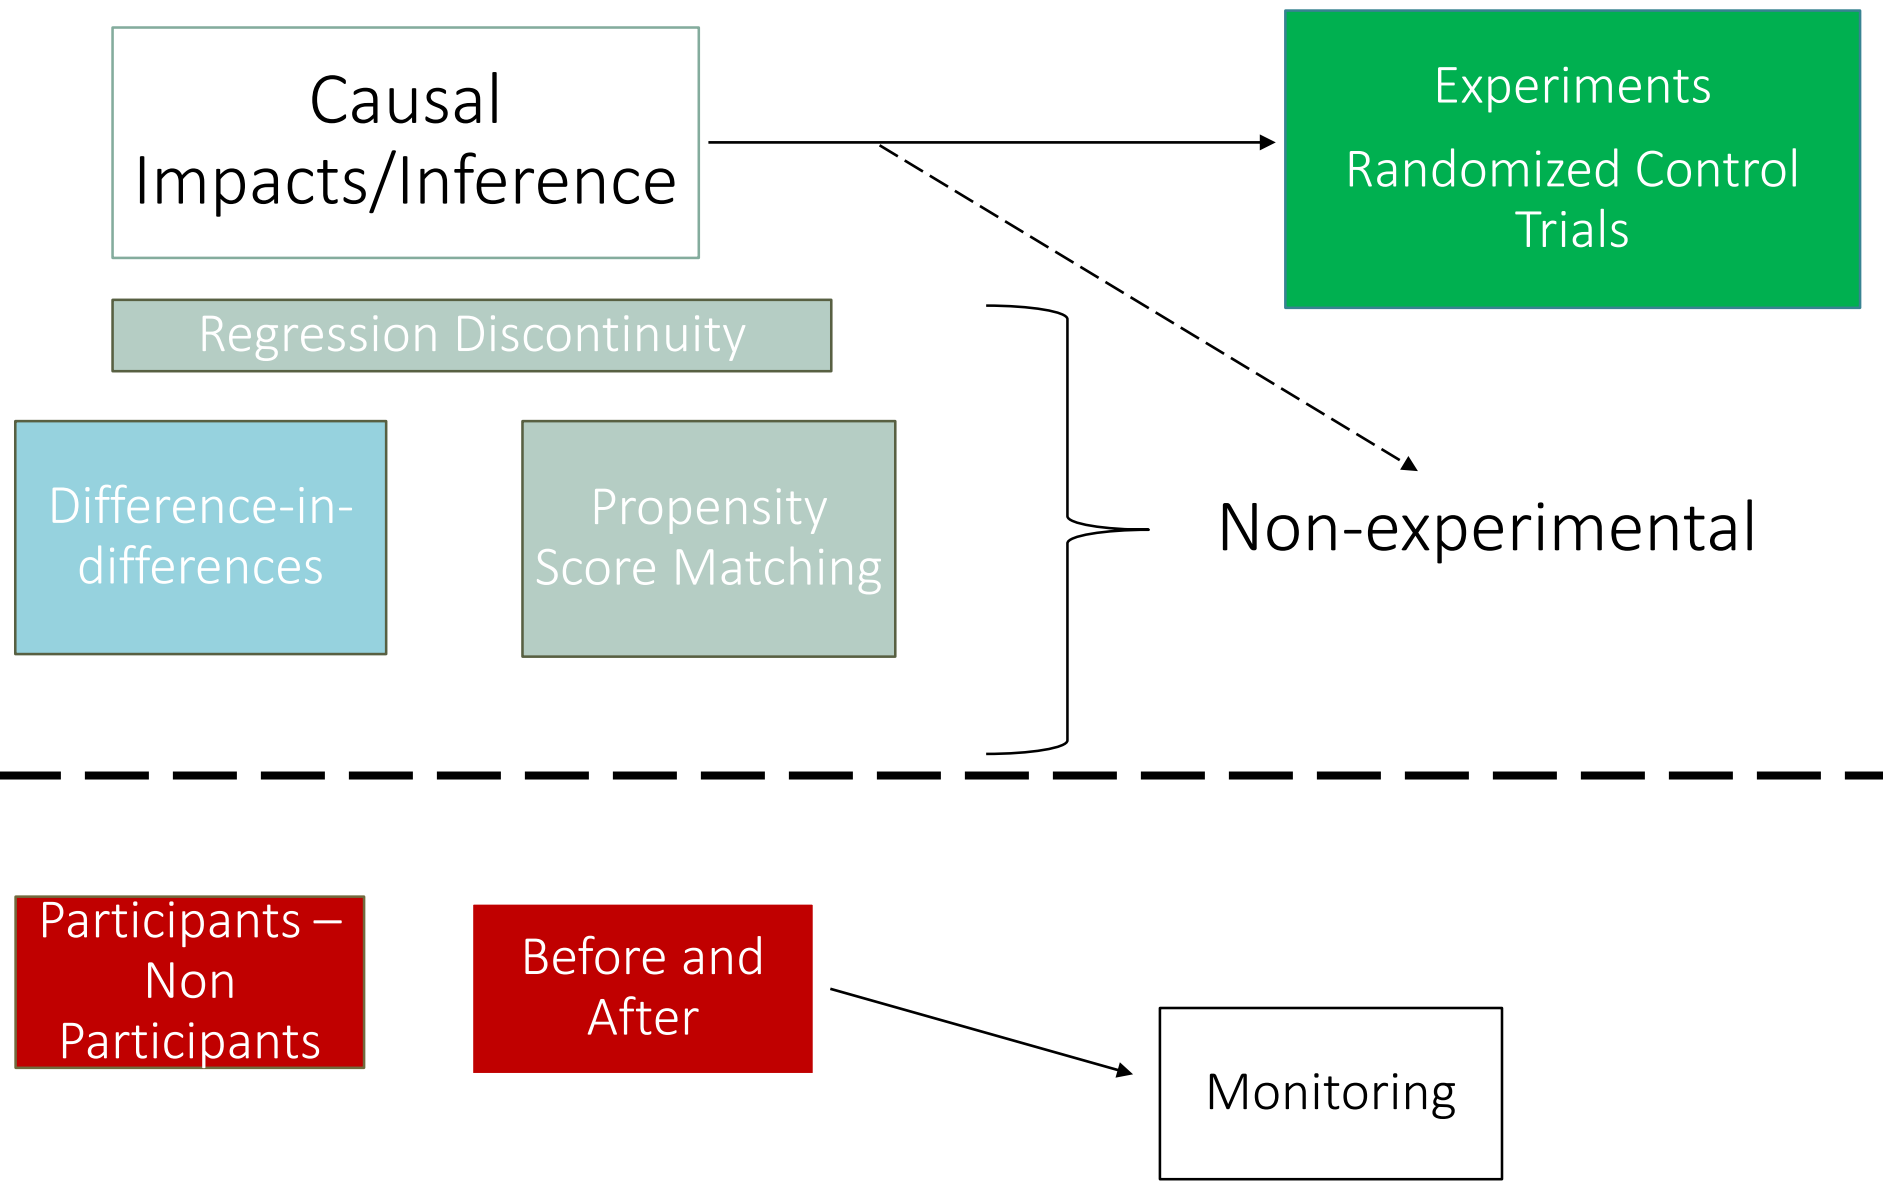 Causal
Impacts/Inference
Experiments
Randomized Control
Trials
Regression Discontinuity
Difference-in-
differences
Propensity
Score Matching
Non-experimental
Participants –
Non
Participants
Before and
After
Monitoring